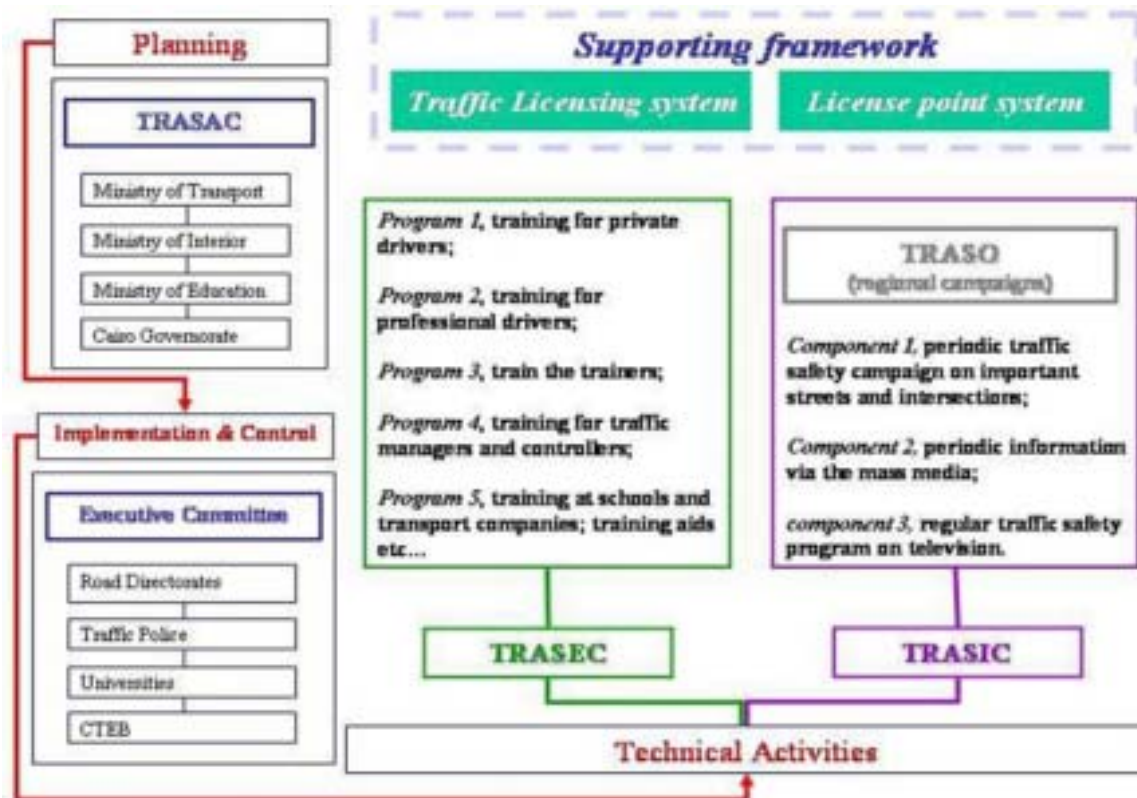 Planning
TRASAC
Ministry of Transport
Ministry of Interior
Ministry of Education
Cairo Governorate
Implementation & Control
Executive Committee
Road Directorates
Traffic Police
Universities
CTEB
Supporting framework
Traffic Licensing system
License point system
Program 1, training for private
drivers;
Program 2, training for
professional drivers;
Program 3, train the trainers;
Program 4, training for traffic
managers and controllers;
Program 5, training at schools and
transport companies; training aids
etc...
TRASO
(regional campaigns)
Component 1, periodic traffic
safety campaign on important
streets and intersections;
Component 2, periodic information
via the mass media;
component 3, regular traffic safety
program on television.
TRASEC
TRASIC
Technical Activities